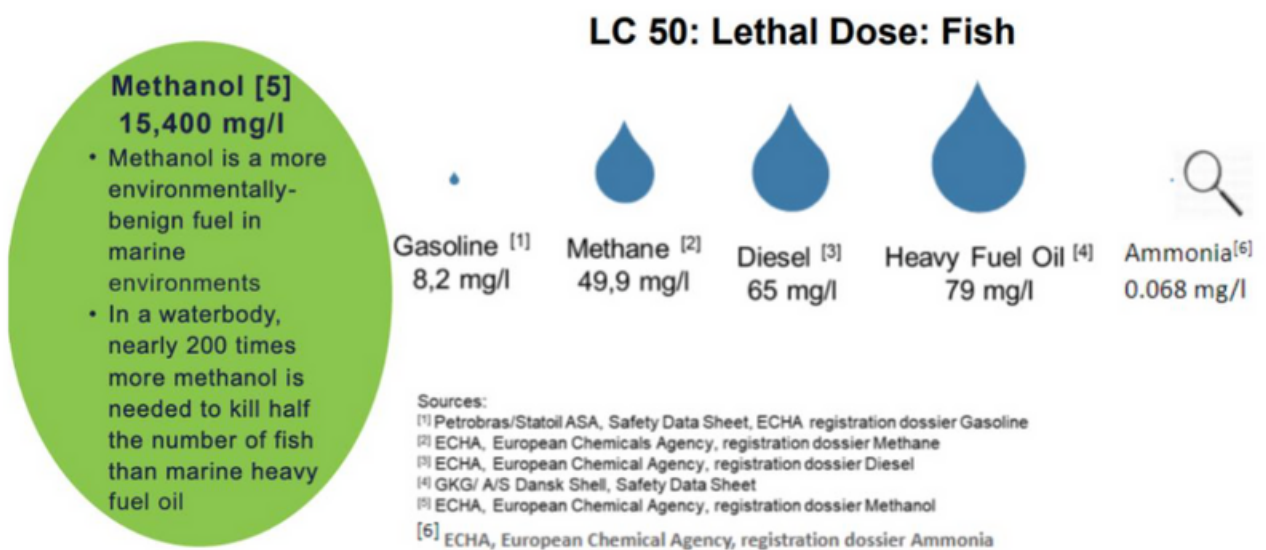 LC 50: Lethal Dose: Fish
Methanol [5]
15,400 mg/l
• Methanol is a more
environmentally-
benign fuel in
marine
environments
• In a waterbody,
nearly 200 times
more methanol is
needed to kill half
the number of fish
than marine heavy
fuel oil
Gasoline [1]
8,2 mg/l
Methane [2]
49,9 mg/l
Diesel [3]
65 mg/l
Heavy Fuel Oil [4]
79 mg/l
Ammonia[6]
0.068 mg/l
Sources:
[1] Petrobras/Statoil ASA, Safety Data Sheet, ECHA registration dossier Gasoline
[2] ECHA, European Chemicals Agency, registration dossier Methane
[3] ECHA, European Chemical Agency, registration dossier Diesel
[4] GKG/ A/S Dansk Shell, Safety Data Sheet
[5] ECHA, European Chemical Agency, registration dossier Methanol
[6] ECHA, European Chemical Agency, registration dossier Ammonia